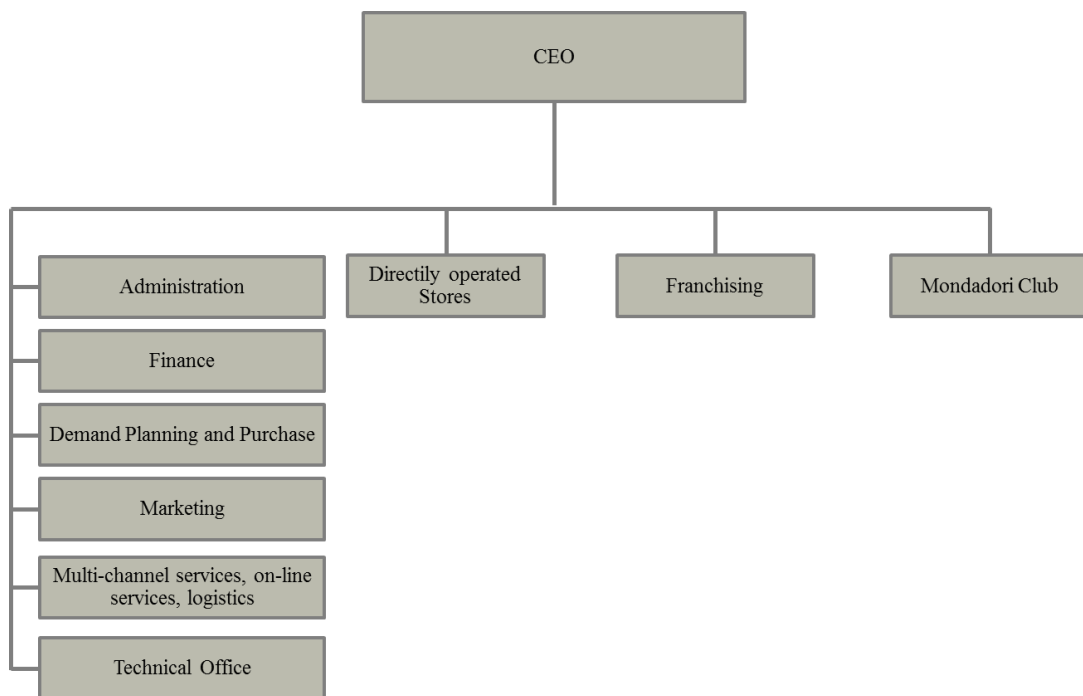 CEO
Administration
Directily operated
Stores
Franchising
Mondadori Club
Finance
Demand Planning and Purchase
Marketing
Multi-channel services, on-line
services, logistics
Technical Office